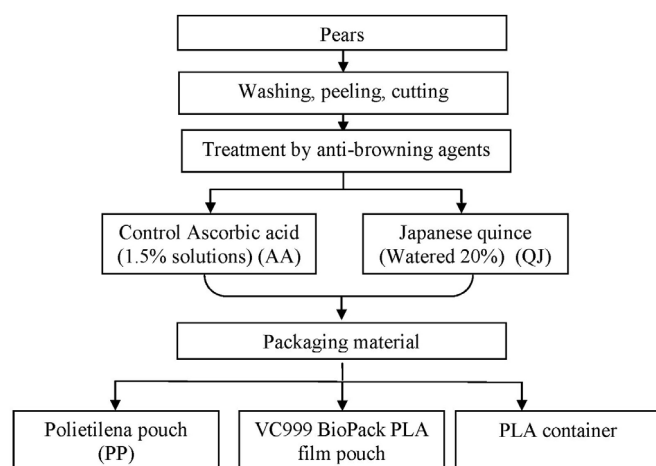 Pears
Washing, peeling, cutting
Treatment by anti-browning agents
Control Ascorbic acid
(1.5% solutions) (AA)
Japanese quince
(Watered 20%) (QJ)
Packaging material
Polietilena pouch
(PP)
VC999 BioPack PLA
film pouch
PLA container